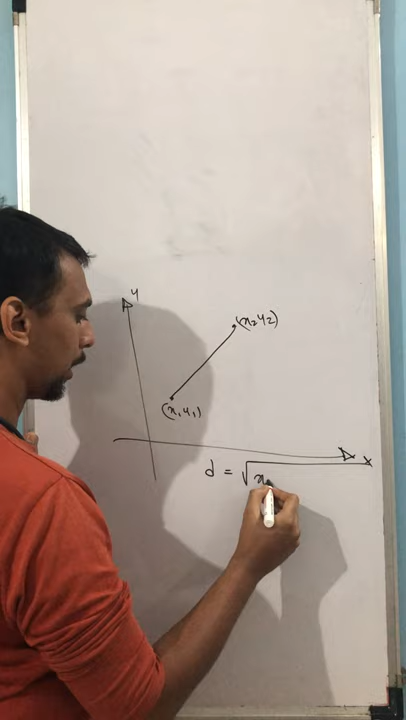 y
(x₂ y₂)
(x₁ y₁)
x
d = √x